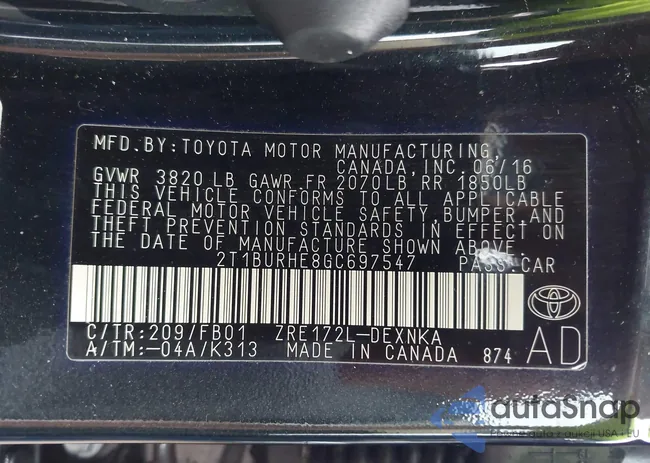 MFD.BY:TOYOTA MOTOR MANUFACTURING,
CANADA, INC. 06/16
GVWR 3820 LB GAWR.FR 2070LB RR 1850LB
THIS VEHICLE CONFORMS TO ALL APPLICABLE
FEDERAL MOTOR VEHICLE SAFETY, BUMPER AND
THEFT PREVENTION STANDARDS IN EFFECT ON
THE DATE OF MANUFACTURE SHOWN ABOVE.
2T1BURHE8GC697547 PASS.CAR
C/TR:209/FB01 ZRE172L-DEXNKA
A/TM:-04A/K313 MADE IN CANADA 874 AD
autoSnap
USA • EU